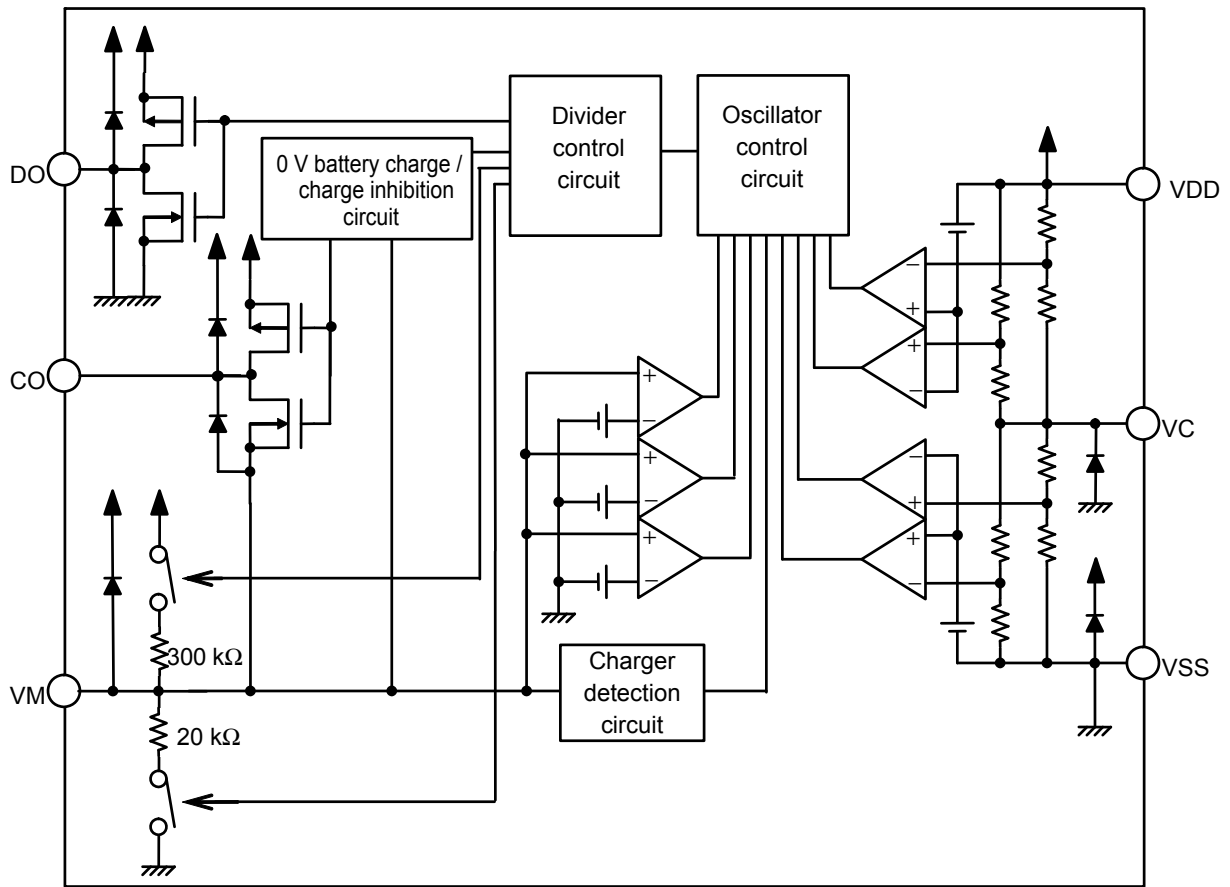 Divider
control
circuit
Oscillator
control
circuit
0 V battery charge /
charge inhibition
circuit
DO
VDD
CO
VC
−
+
+
−
+
−
+
−
+
−
−
+
+
−
300 kΩ
VM
20 kΩ
Charger
detection
circuit
VSS